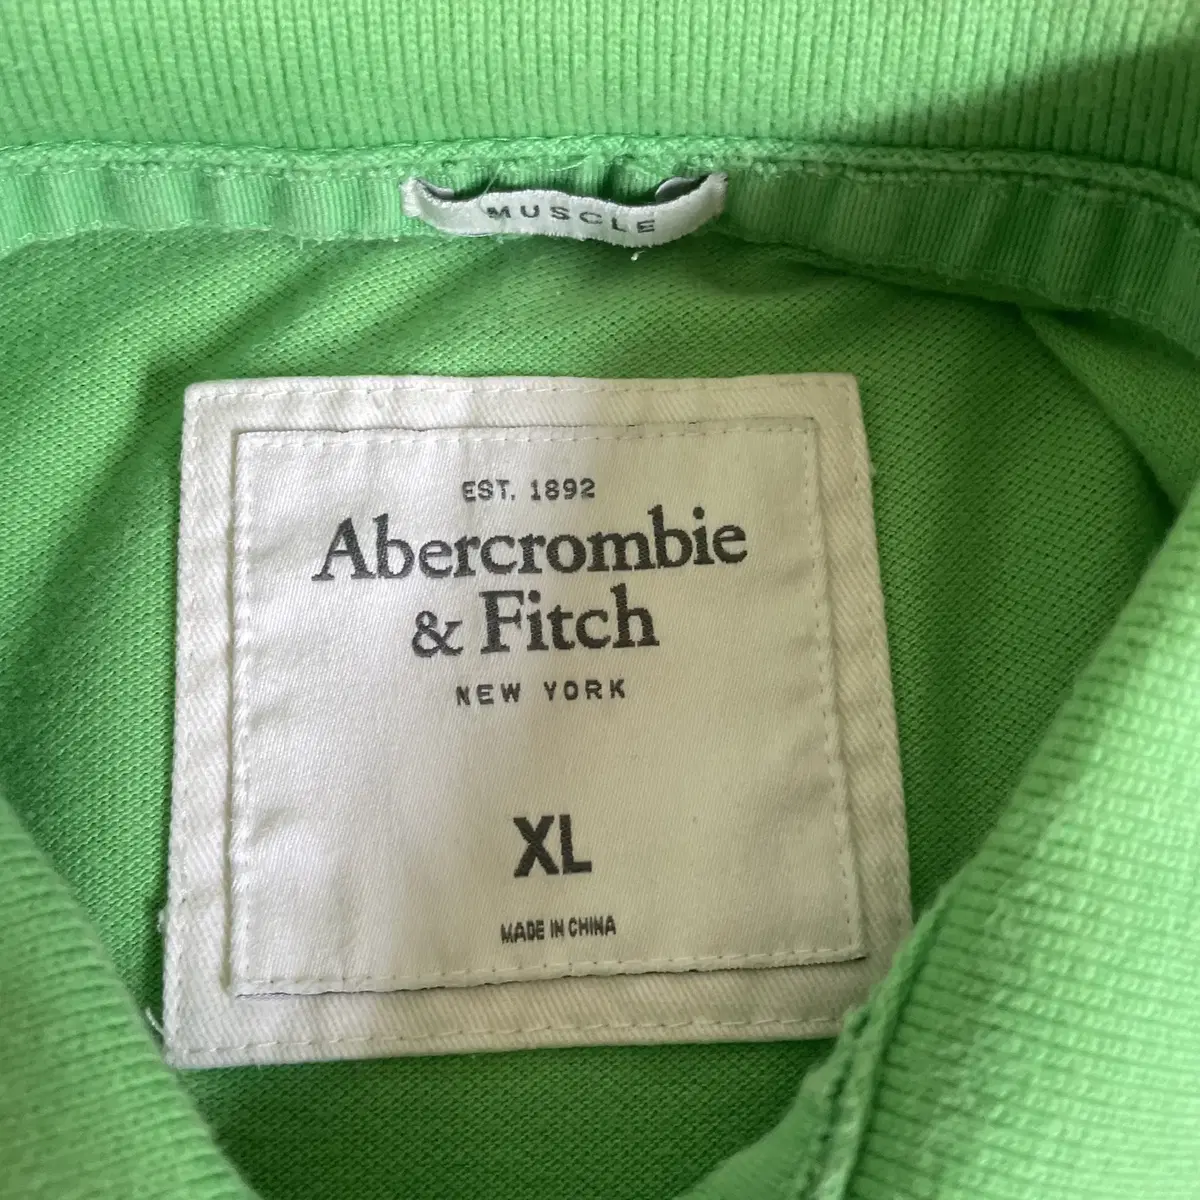 MUSCLE
EST. 1892
Abercrombie
& Fitch
NEW YORK
XL
MADE IN CHINA